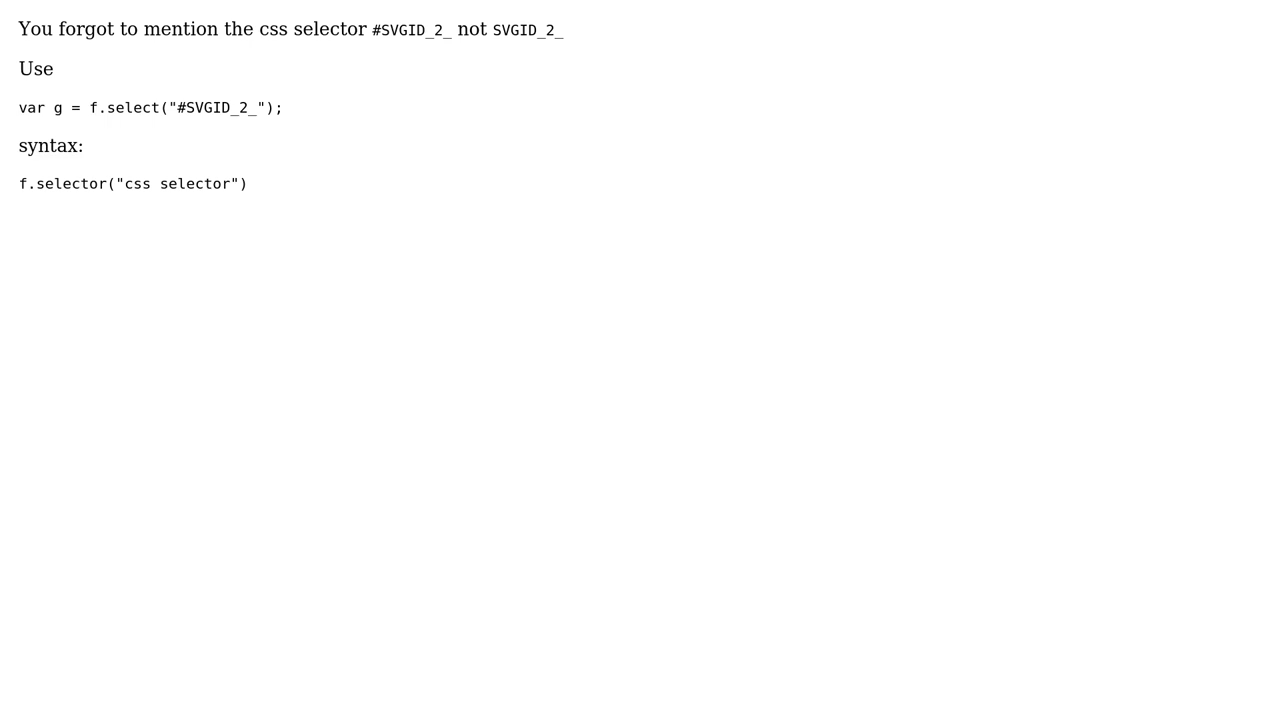 You forgot to mention the css selector #SVGID_2_ not SVGID_2_
Use
var g = f.select("#SVGID_2_");
syntax:
f.selector("css selector")